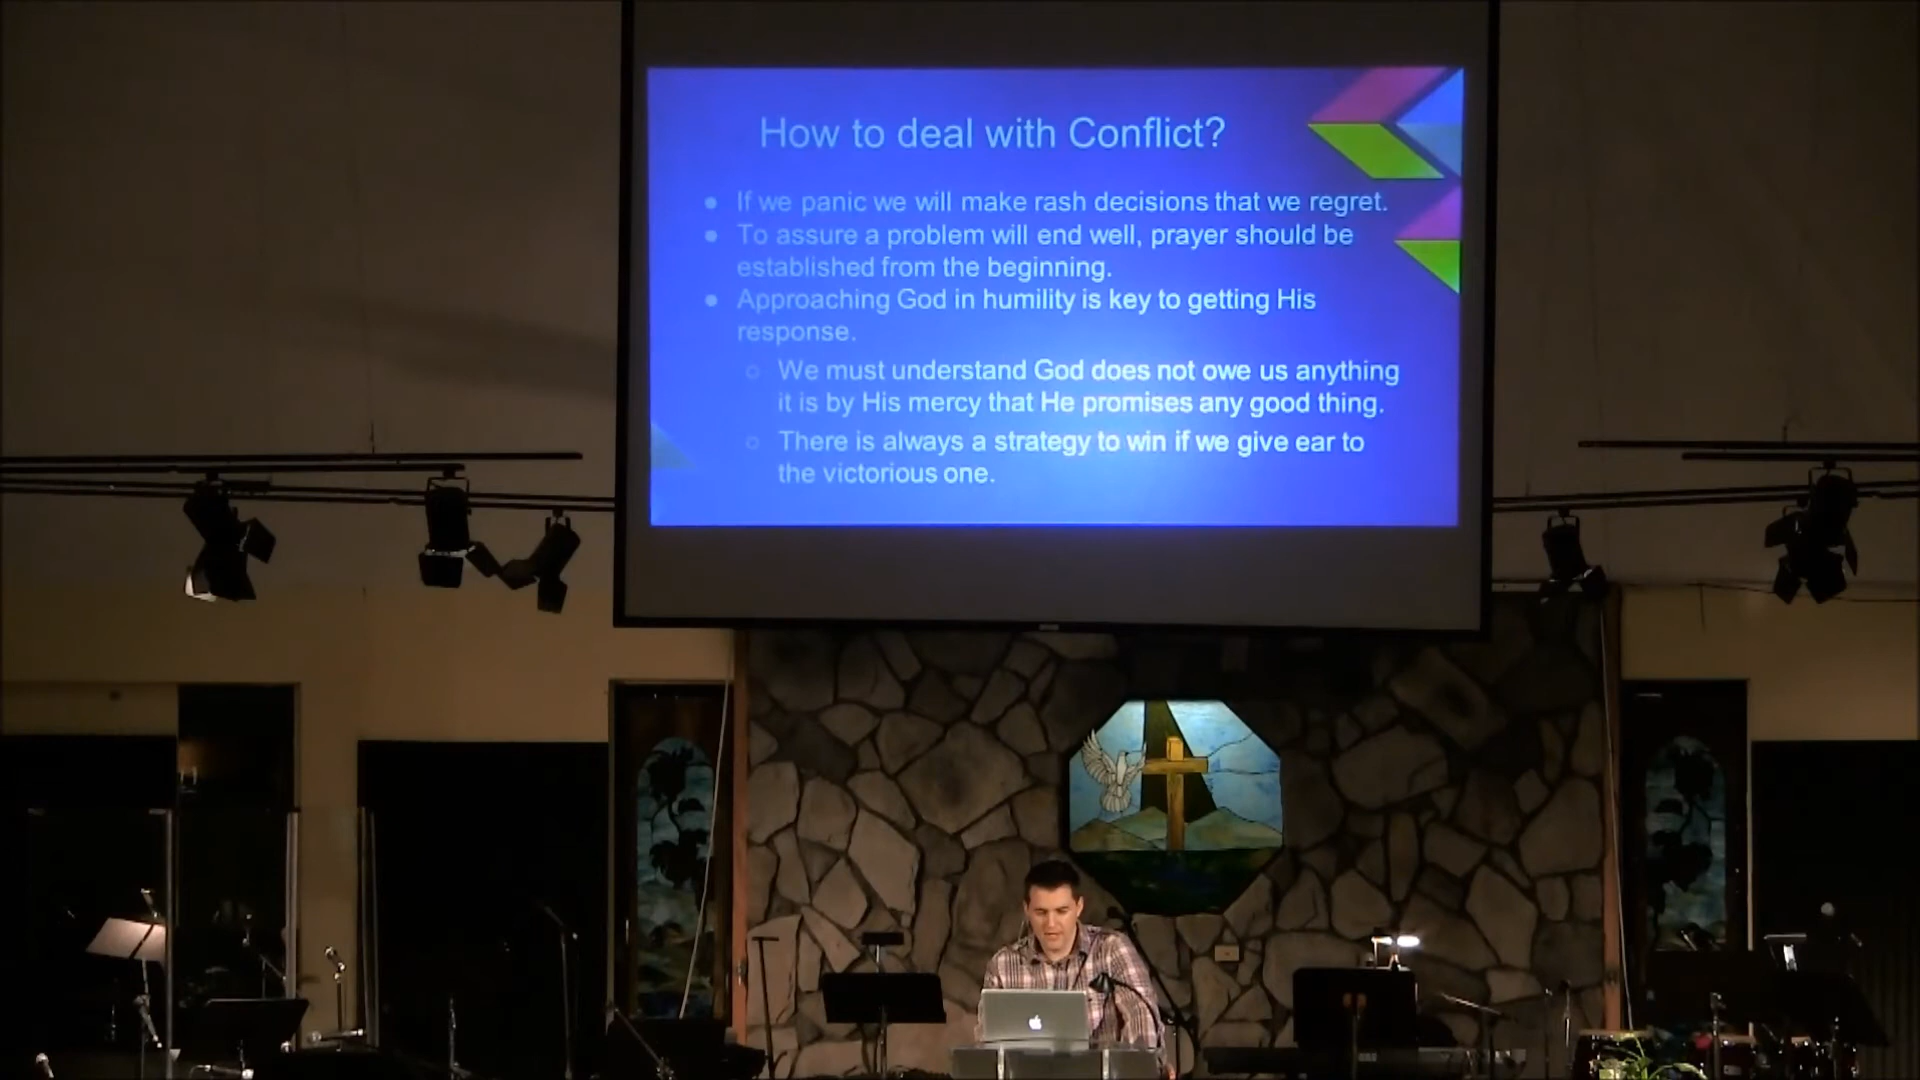 How to deal with Conflict?
● If we panic we will make rash decisions that we regret.
● To assure a problem will end well, prayer should be
established from the beginning.
● Approaching God in humility is key to getting His
response.
○ We must understand God does not owe us anything
it is by His mercy that He promises any good thing.
○ There is always a strategy to win if we give ear to
the victorious one.